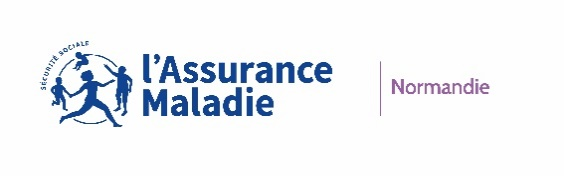 SÉCURITÉ SOCIALE
l'Assurance
Maladie
Normandie